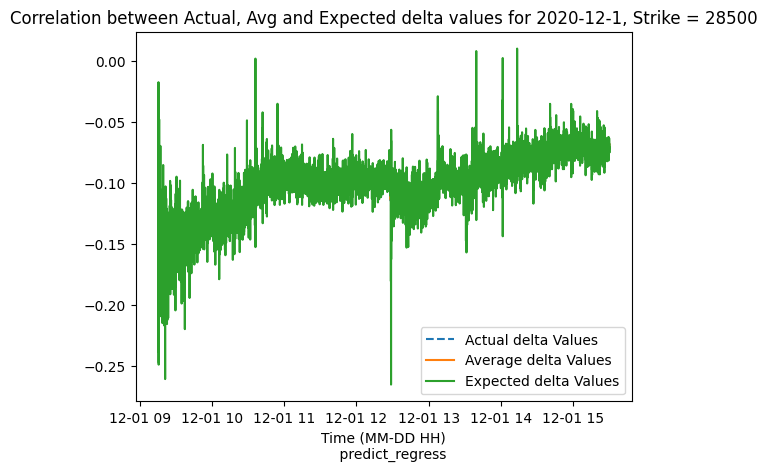 Correlation between Actual, Avg and Expected delta values for 2020-12-1, Strike = 28500
0.00
−0.05
−0.10
−0.15
−0.20
−0.25
Actual delta Values
Average delta Values
Expected delta Values
12-01 09 12-01 10 12-01 11 12-01 12 12-01 13 12-01 14 12-01 15
Time (MM-DD HH)
predict_regress